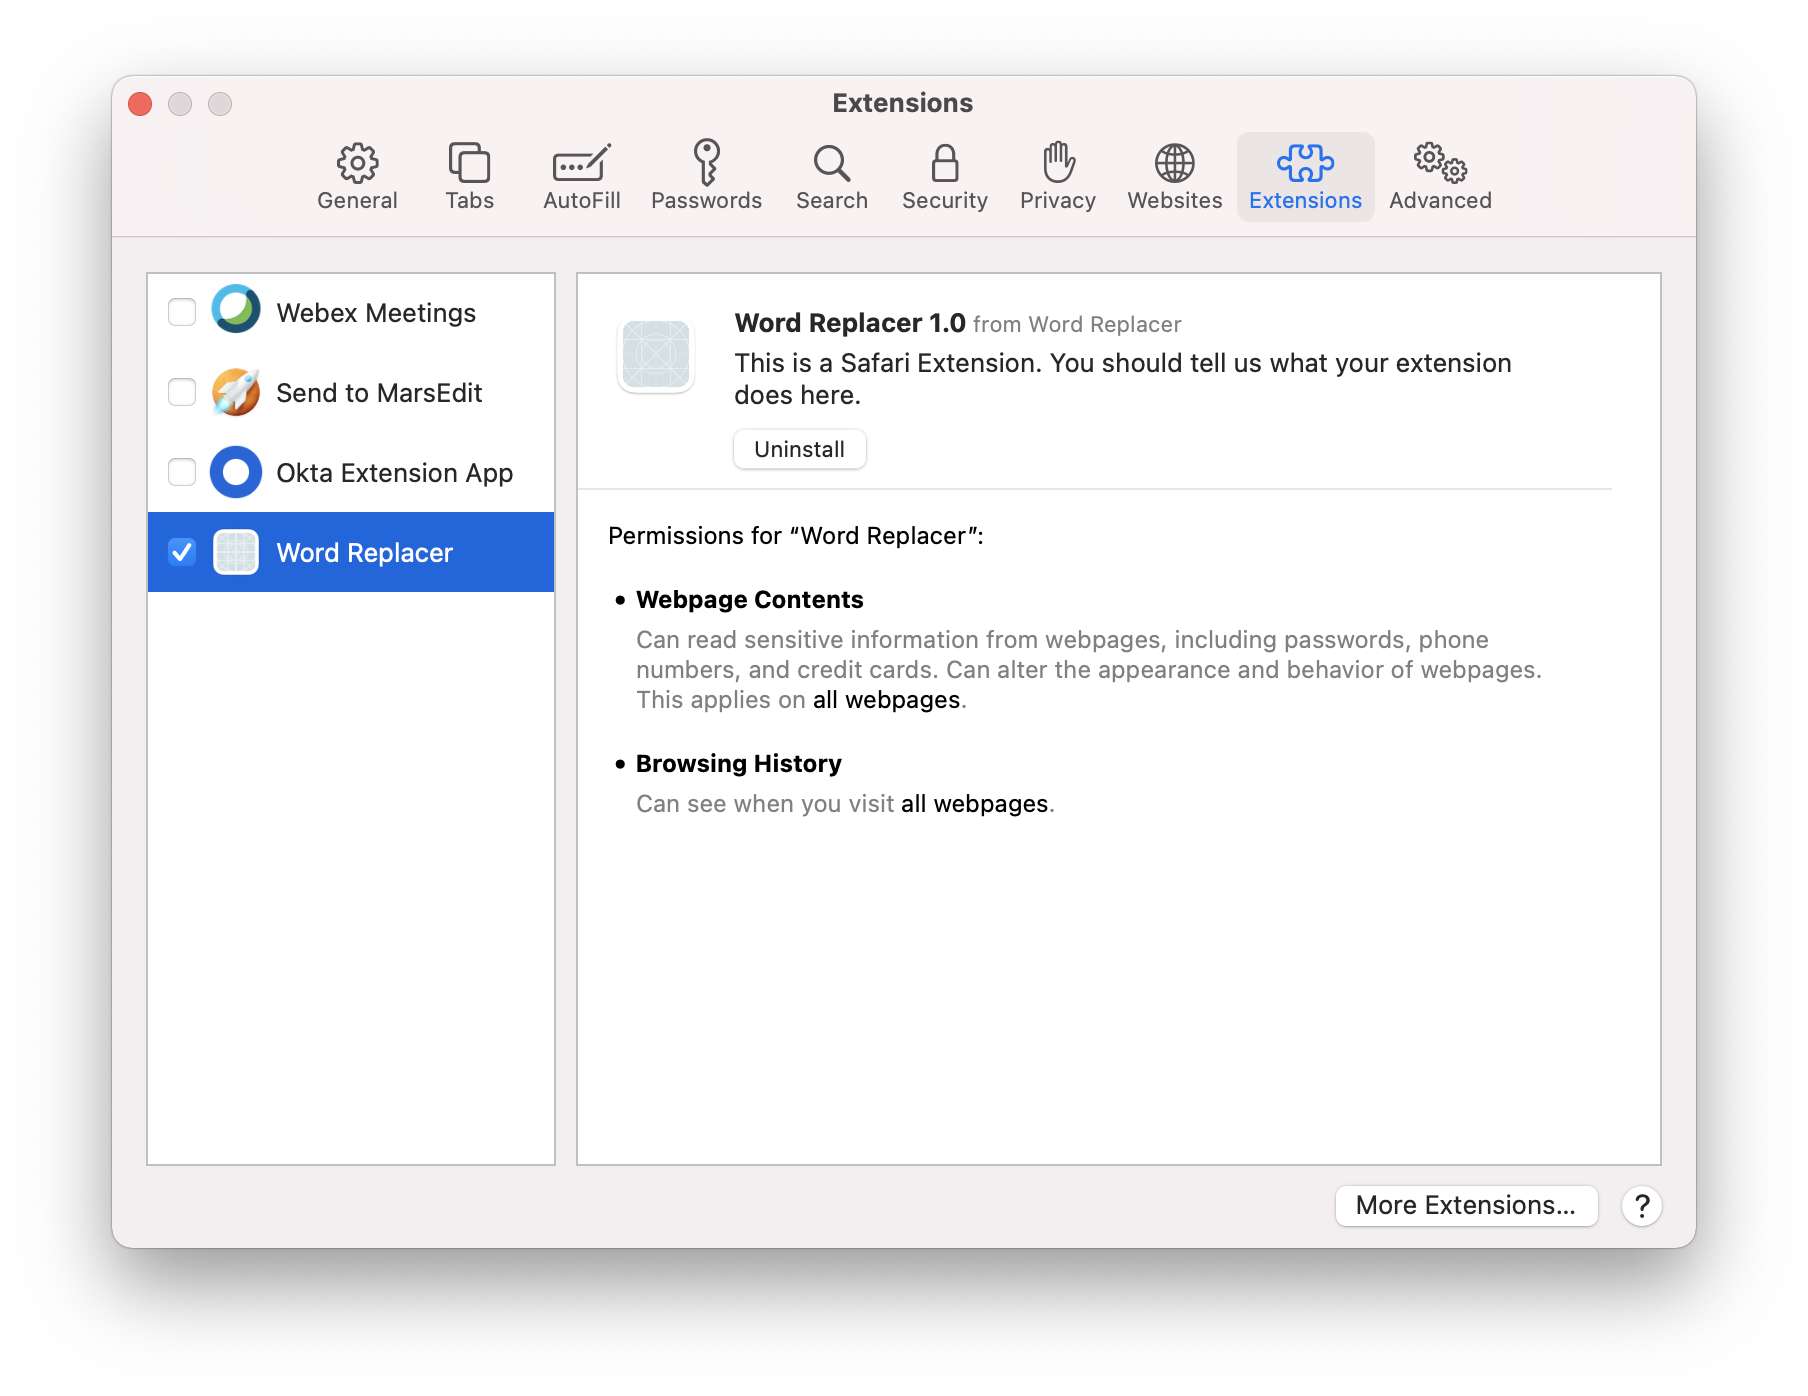 Extensions
General
Tabs
AutoFill
Passwords
Search
Security
Privacy
Websites
Extensions
Advanced
Webex Meetings
Send to MarsEdit
Okta Extension App
Word Replacer
Word Replacer 1.0 from Word Replacer
This is a Safari Extension. You should tell us what your extension
does here.
Uninstall
Permissions for “Word Replacer”:
• Webpage Contents
Can read sensitive information from webpages, including passwords, phone
numbers, and credit cards. Can alter the appearance and behavior of webpages.
This applies on all webpages.
• Browsing History
Can see when you visit all webpages.
More Extensions...
?